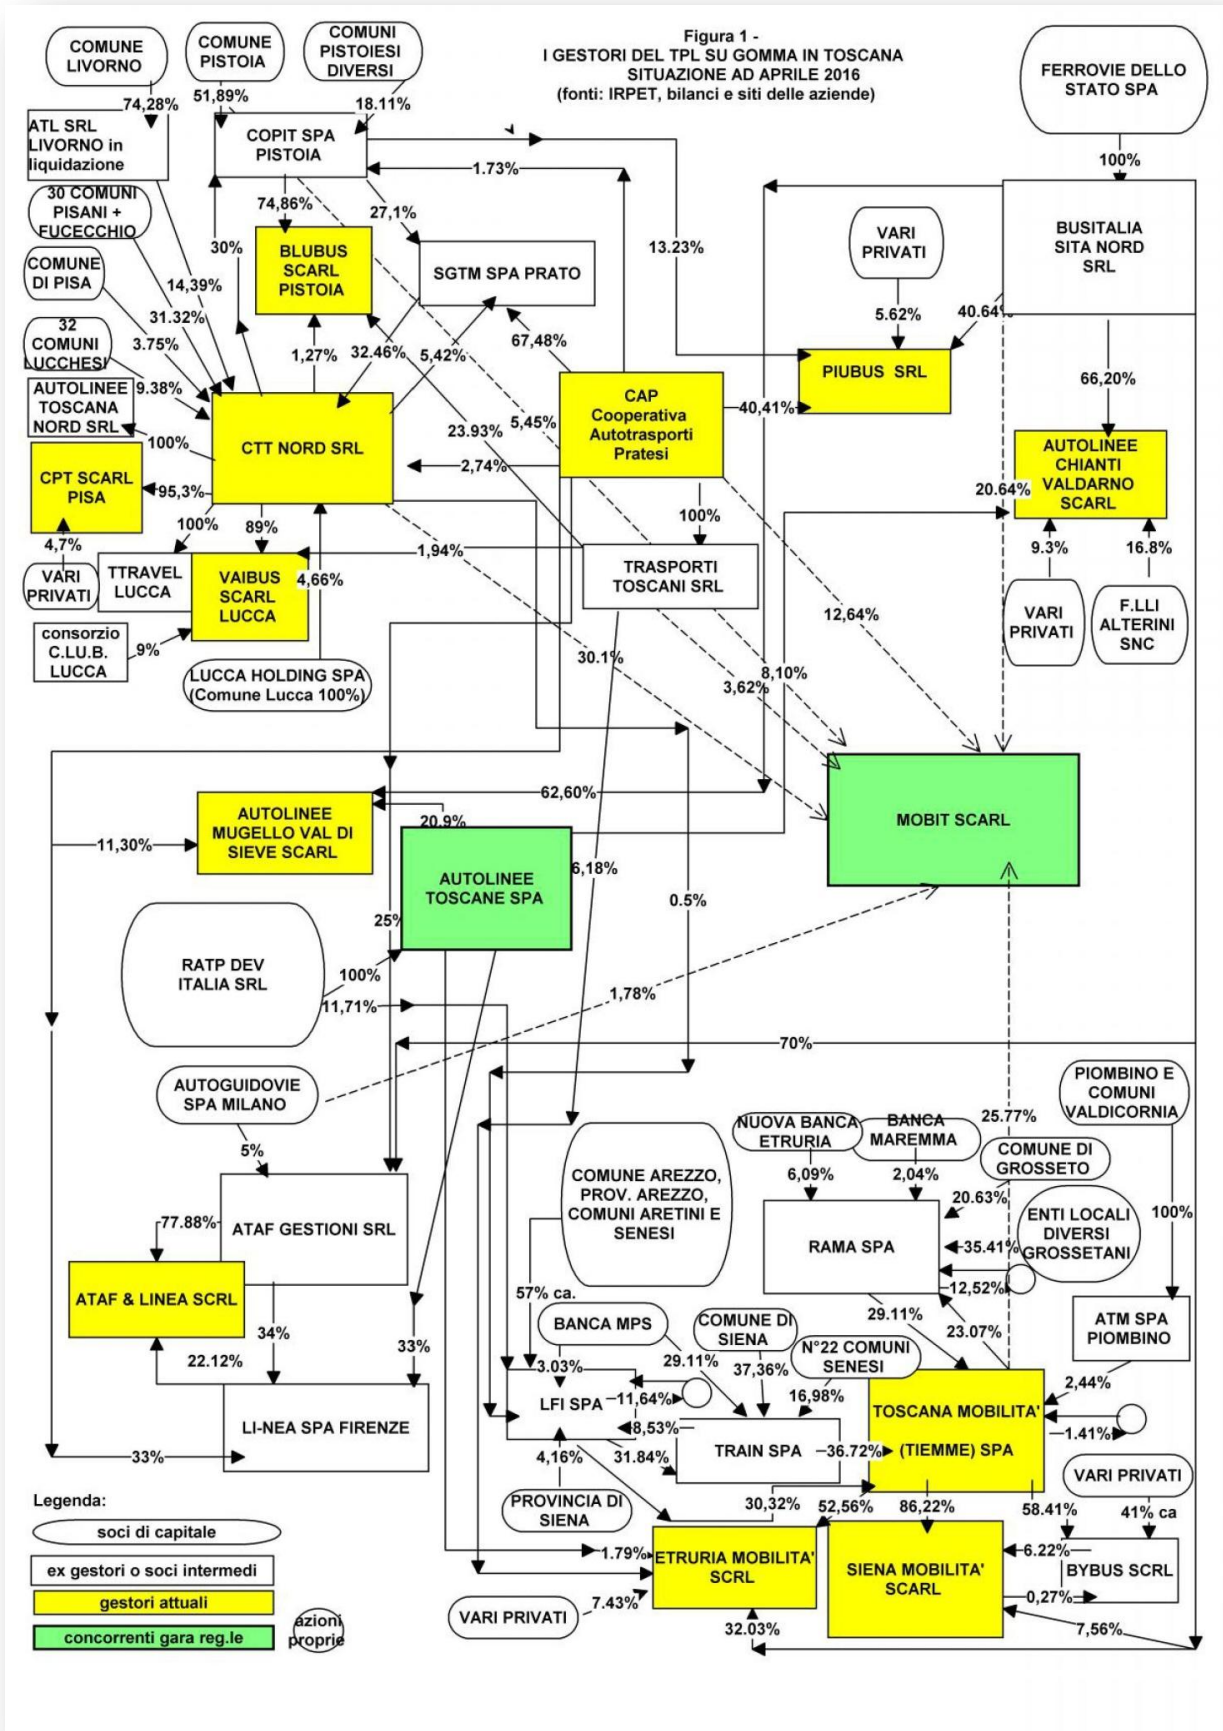 Figura 1 -
I GESTORI DEL TPL SU GOMMA IN TOSCANA
SITUAZIONE AD APRILE 2016
(fonti: IRPET, bilanci e siti delle aziende)
COMUNE
LIVORNO
COMUNE
PISTOIA
COMUNI
PISTOIESI
DIVERSI
FERROVIE DELLO
STATO SPA
74,28%
51,89%
18.11%
ATL SRL
LIVORNO in
liquidazione
COPIT SPA
PISTOIA
1.73%
100%
30 COMUNI
PISANI +
FUCECCHIO
74,86%
27,1%
30%
13.23%
VARI
PRIVATI
BUSITALIA
SITA NORD
SRL
COMUNE
DI PISA
BLUBUS
SCARL
PISTOIA
SGTM SPA PRATO
14,39%
31.32%
3.75%
5.62%
40.64%
32
COMUNI
LUCCHESI
1,27%
32.46%
5,42%
67,48%
PIUBUS SRL
66,20%
9.38%
AUTOLINEE
TOSCANA
NORD SRL
CTT NORD SRL
CAP
Cooperativa
Autotrasporti
Pratesi
40,41%
23.93%
5,45%
100%
2,74%
AUTOLINEE
CHIANTI
VALDARNO
SCARL
20.64%
CPT SCARL
PISA
95,3%
100%
89%
100%
4,7%
1,94%
9.3%
16.8%
VARI
PRIVATI
TTRAVEL
LUCCA
VAIBUS
SCARL
LUCCA
4,66%
TRASPORTI
TOSCANI SRL
VARI
PRIVATI
F.LLI
ALTERINI
SNC
12,64%
consorzio
C.LU.B.
LUCCA
9%
LUCCA HOLDING SPA
(Comune Lucca 100%)
30.1%
3,62%
8,10%
62,60%
AUTOLINEE
MUGELLO VAL DI
SIEVE SCARL
20.9%
11,30%
MOBIT SCARL
AUTOLINEE
TOSCANE SPA
6,18%
0.5%
25%
RATP DEV
ITALIA SRL
100%
11,71%
1,78%
70%
AUTOGUIDOVIE
SPA MILANO
5%
PIOMBINO E
COMUNI
VALDICORNIA
NUOVA BANCA
ETRURIA
BANCA
MAREMMA
25.77%
COMUNE DI
GROSSETO
6,09%
2,04%
20.63%
COMUNE AREZZO,
PROV. AREZZO,
COMUNI ARETINI E
SENESI
ATAF GESTIONI SRL
77.88%
RAMA SPA
35.41%
12,52%
ENTI LOCALI
DIVERSI
GROSSETANI
100%
ATAF & LINEA SCRL
34%
33%
22.12%
57% ca.
29.11%
23.07%
ATM SPA
PIOMBINO
BANCA MPS
COMUNE DI
SIENA
N°22 COMUNI
SENESI
3.03%
29.11%
37,36%
16,98%
2,44%
LI-NEA SPA FIRENZE
33%
LFI SPA
11,64%
8,53%
TRAIN SPA
36.72%
TOSCANA MOBILITA'
(TIEMME) SPA
1.41%
4,16%
31.84%
PROVINCIA DI
SIENA
30,32%
52,56%
86,22%
58.41%
VARI PRIVATI
41% ca
1.79%
ETRURIA MOBILITA'
SCRL
SIENA MOBILITA'
SCARL
6.22%
BYBUS SCRL
0,27%
VARI PRIVATI
7.43%
32.03%
7,56%
Legenda:
soci di capitale
ex gestori o soci intermedi
gestori attuali
concorrenti gara reg.le
azioni
proprie